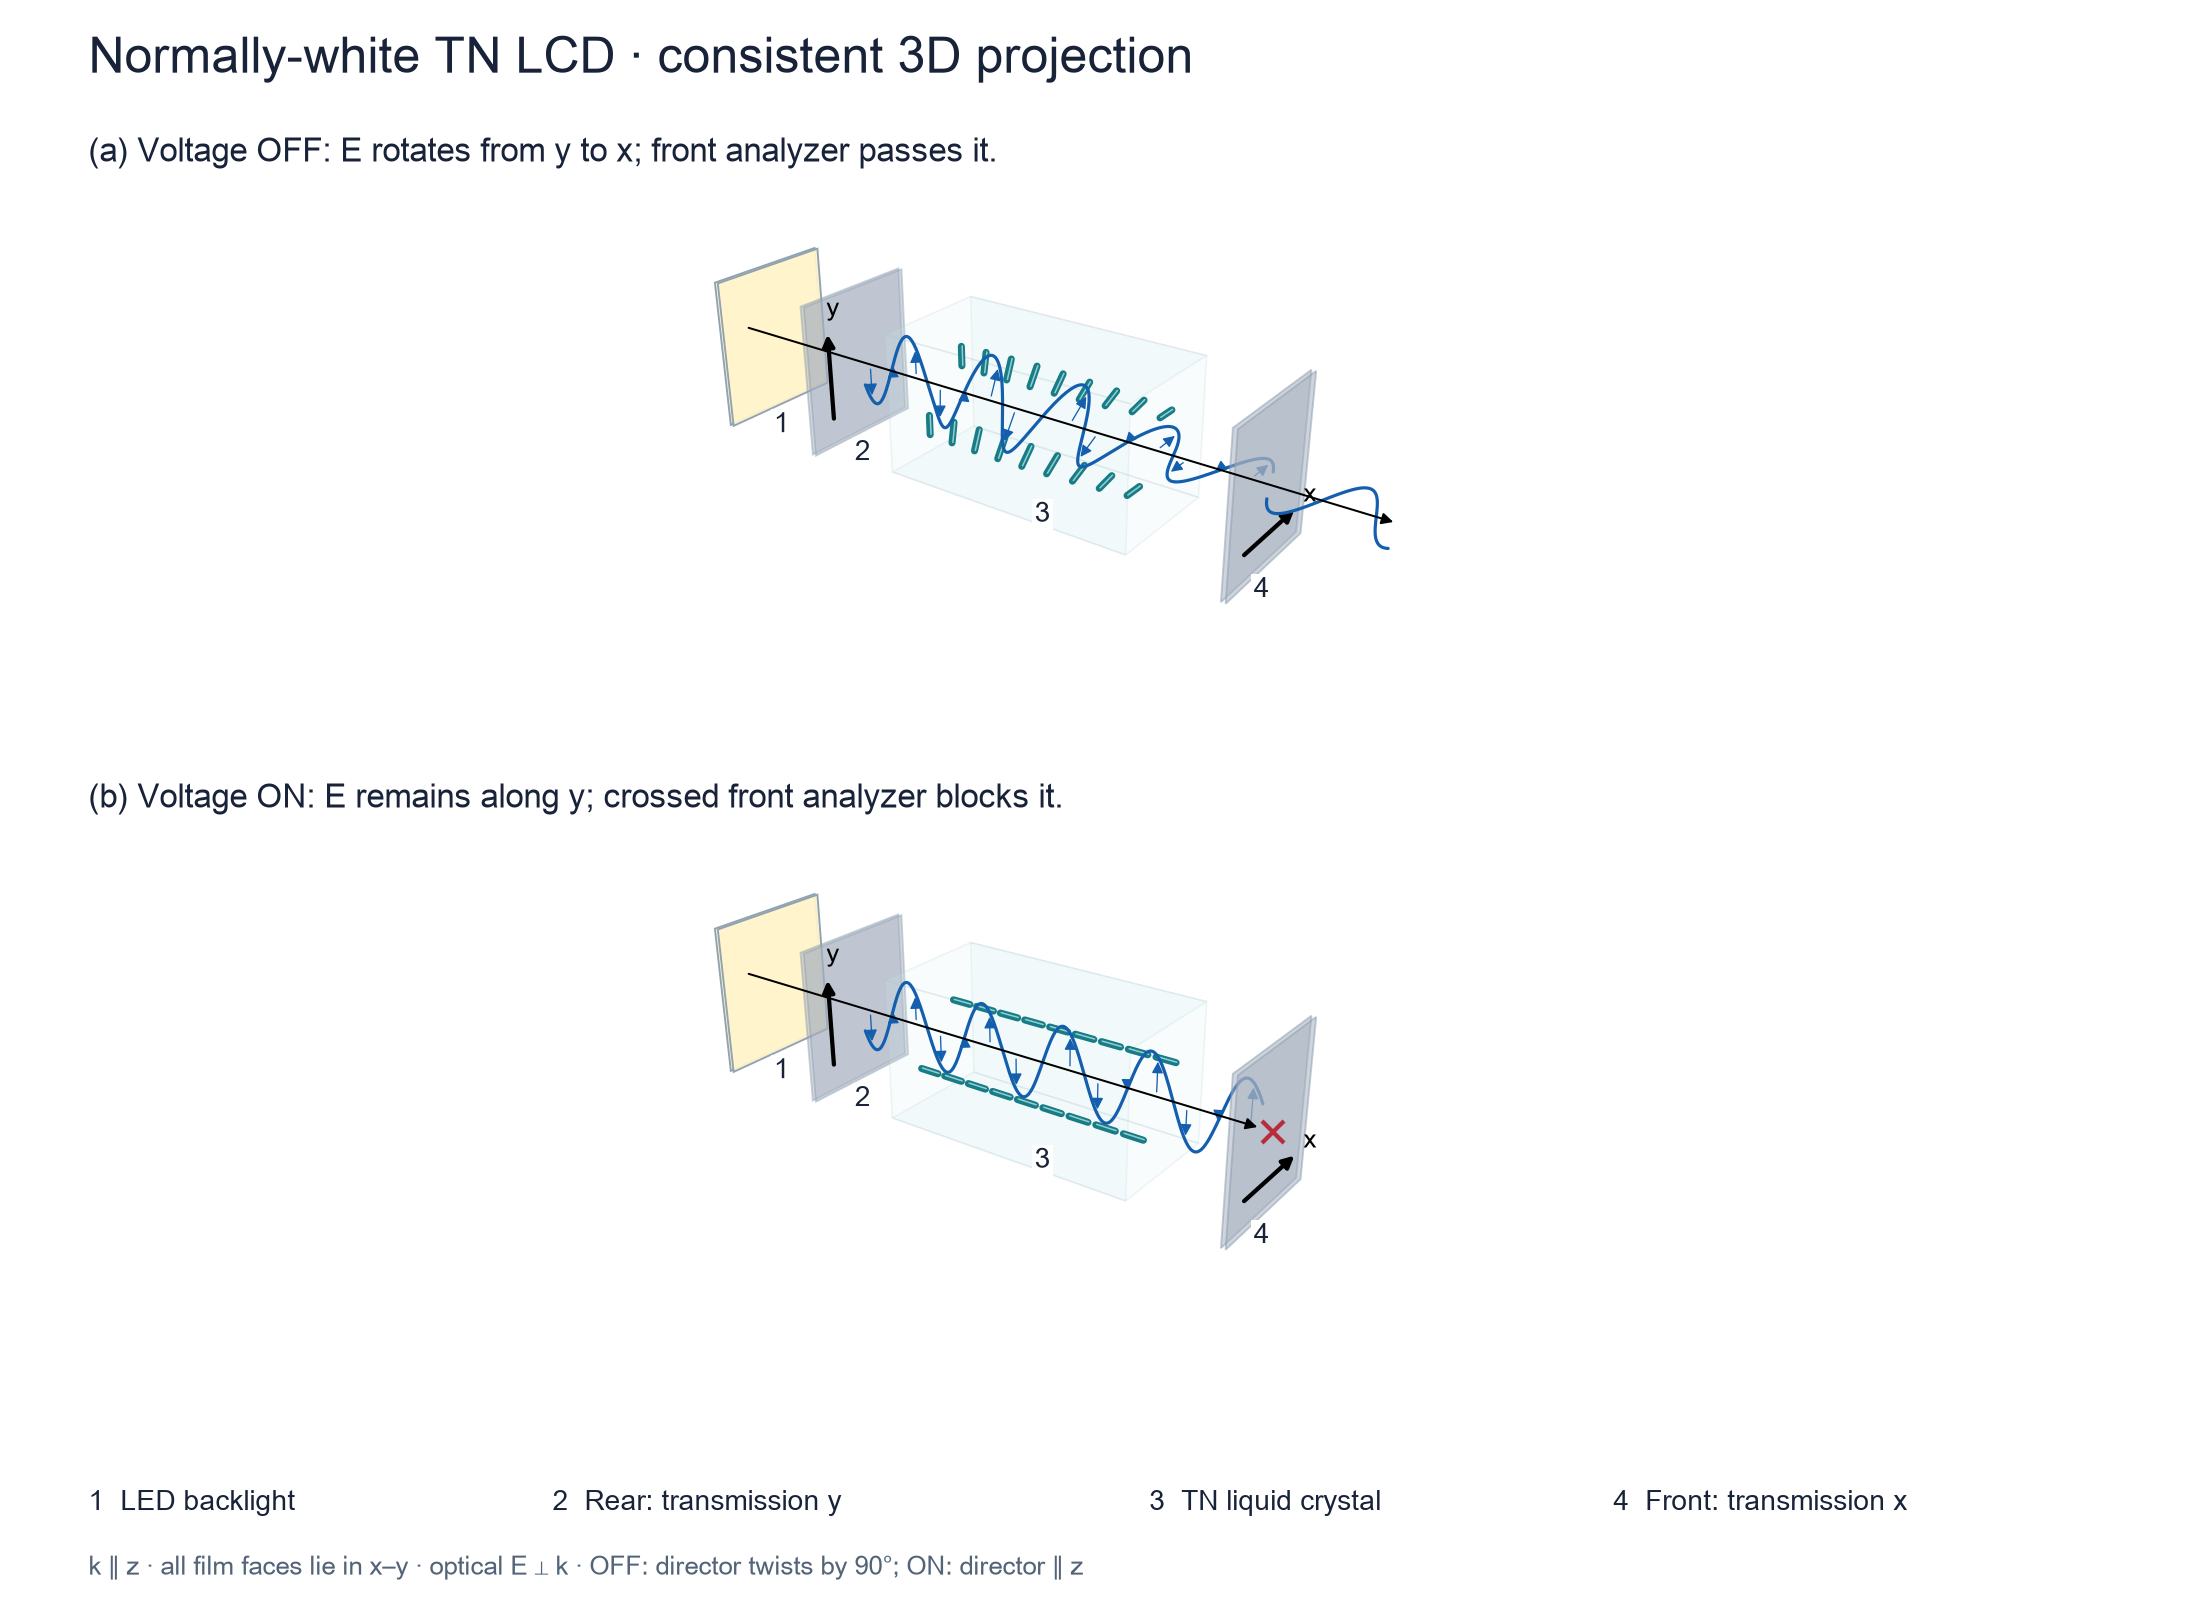 Normally-white TN LCD · consistent 3D projection
(a) Voltage OFF: E rotates from y to x; front analyzer passes it.
y
1
2
3
x
4
(b) Voltage ON: E remains along y; crossed front analyzer blocks it.
y
1
2
3
x
4
1 LED backlight
2 Rear: transmission y
3 TN liquid crystal
4 Front: transmission x
k ∥ z · all film faces lie in x–y · optical E ⊥ k · OFF: director twists by 90°; ON: director ∥ z